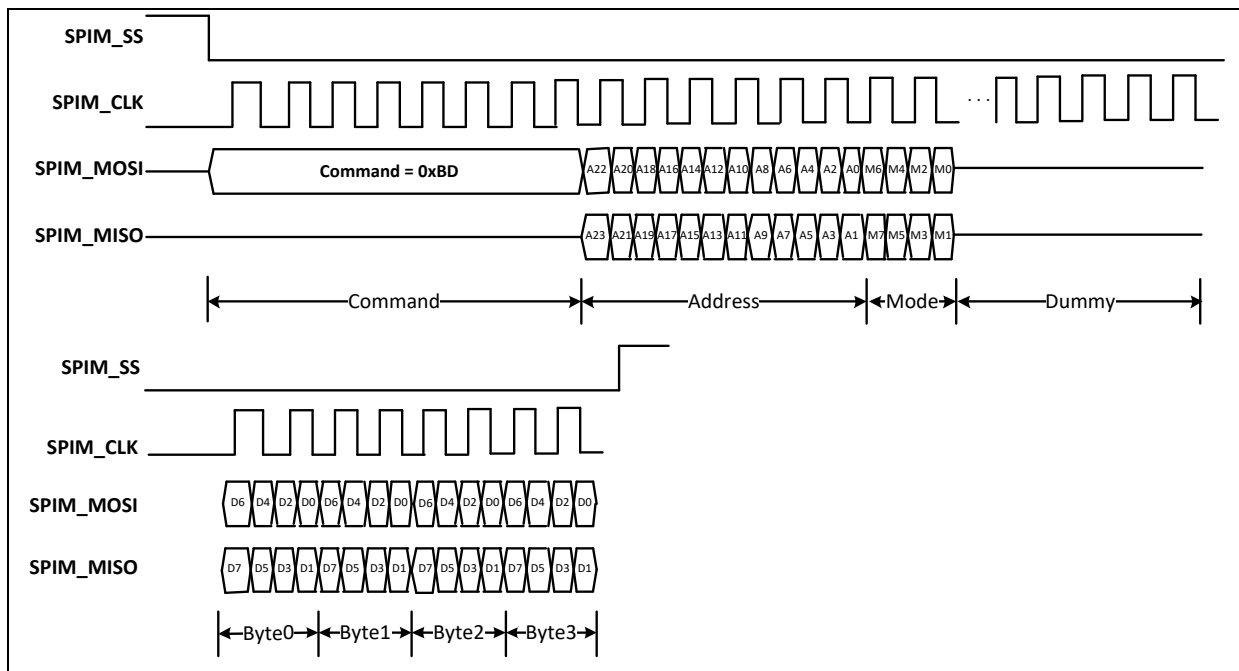 SPIM_SS
SPIM_CLK
...
SPIM_MOSI Command = 0xBD A22 A20 A18 A16 A14 A12 A10 A8 A6 A4 A2 A0 M6 M4 M2 M0
SPIM_MISO A23 A21 A19 A17 A15 A13 A11 A9 A7 A5 A3 A1 M7 M5 M3 M1
Command Address Mode Dummy
SPIM_SS
SPIM_CLK
SPIM_MOSI D6 D4 D2 D0 D6 D4 D2 D0 D6 D4 D2 D0 D6 D4 D2 D0
SPIM_MISO D7 D5 D3 D1 D7 D5 D3 D1 D7 D5 D3 D1 D7 D5 D3 D1
Byte0 Byte1 Byte2 Byte3